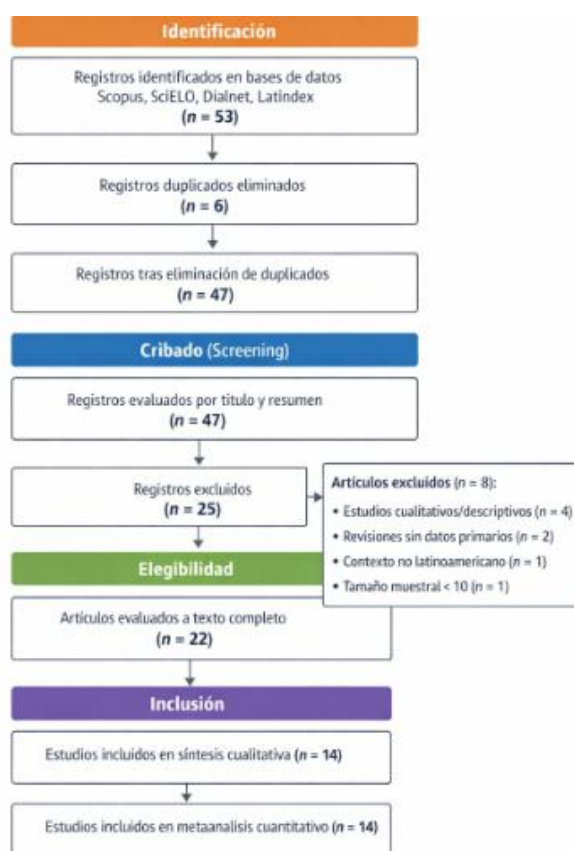 Identificación
Registros identificados en bases de datos
Scopus, SciELO, Dialnet, Latindex
(n = 53)
Registros duplicados eliminados
(n = 6)
Registros tras eliminación de duplicados
(n = 47)
Cribado (Screening)
Registros evaluados por titulo y resumen
(n = 47)
Registros excluidos
(n = 25)
Artículos excluidos (n = 8):
• Estudios cualitativos/descriptivos (n = 4)
• Revisiones sin datos primarios (n = 2)
• Contexto no latinoamericano (n = 1)
• Tamaño muestral < 10 (n = 1)
Elegibilidad
Artículos evaluados a texto completo
(n = 22)
Inclusión
Estudios incluidos en síntesis cualitativa (n = 14)
Estudios incluidos en metaanalisis cuantitativo (n = 14)